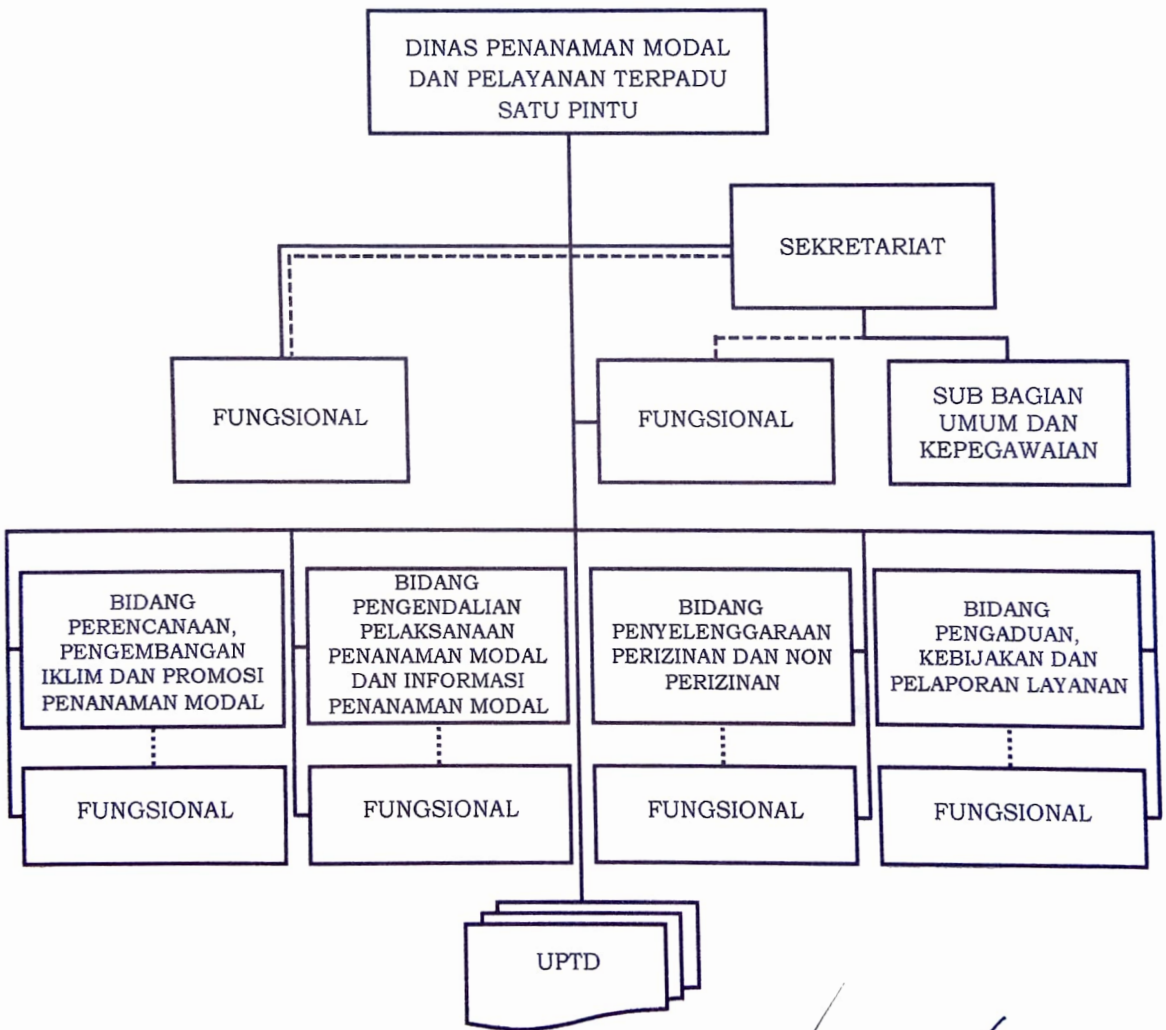 DINAS PENANAMAN MODAL
DAN PELAYANAN TERPADU
SATU PINTU
SEKRETARIAT
FUNGSIONAL
FUNGSIONAL
SUB BAGIAN
UMUM DAN
KEPEGAWAIAN
BIDANG
PERENCANAAN,
PENGEMBANGAN
IKLIM DAN PROMOSI
PENANAMAN MODAL
BIDANG
PENGENDALIAN
PELAKSANAAN
PENANAMAN MODAL
DAN INFORMASI
PENANAMAN MODAL
BIDANG
PENYELENGGARAAN
PERIZINAN DAN NON
PERIZINAN
BIDANG
PENGADUAN,
KEBIJAKAN DAN
PELAPORAN LAYANAN
FUNGSIONAL
FUNGSIONAL
FUNGSIONAL
FUNGSIONAL
UPTD